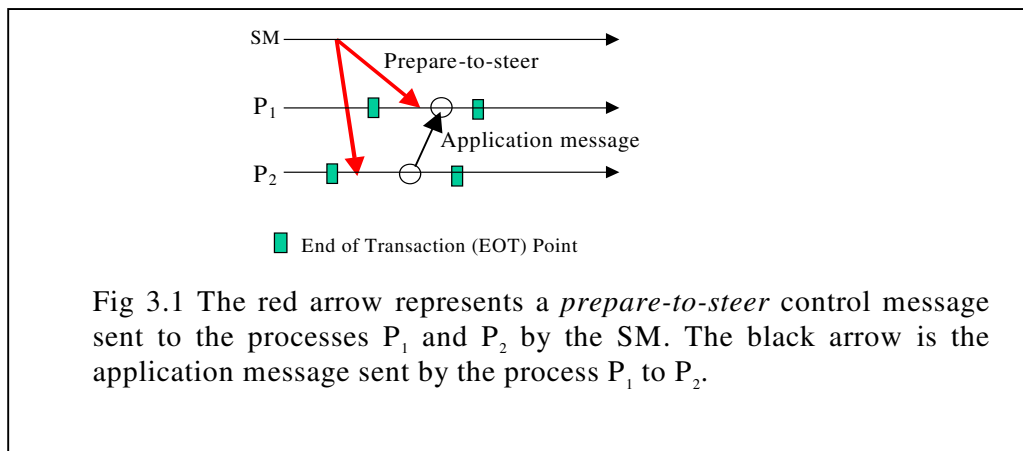 SM
Prepare-to-steer
P₁
Application message
P₂
End of Transaction (EOT) Point
Fig 3.1 The red arrow represents a prepare-to-steer control message
sent to the processes P₁ and P₂ by the SM. The black arrow is the
application message sent by the process P₁ to P₂.